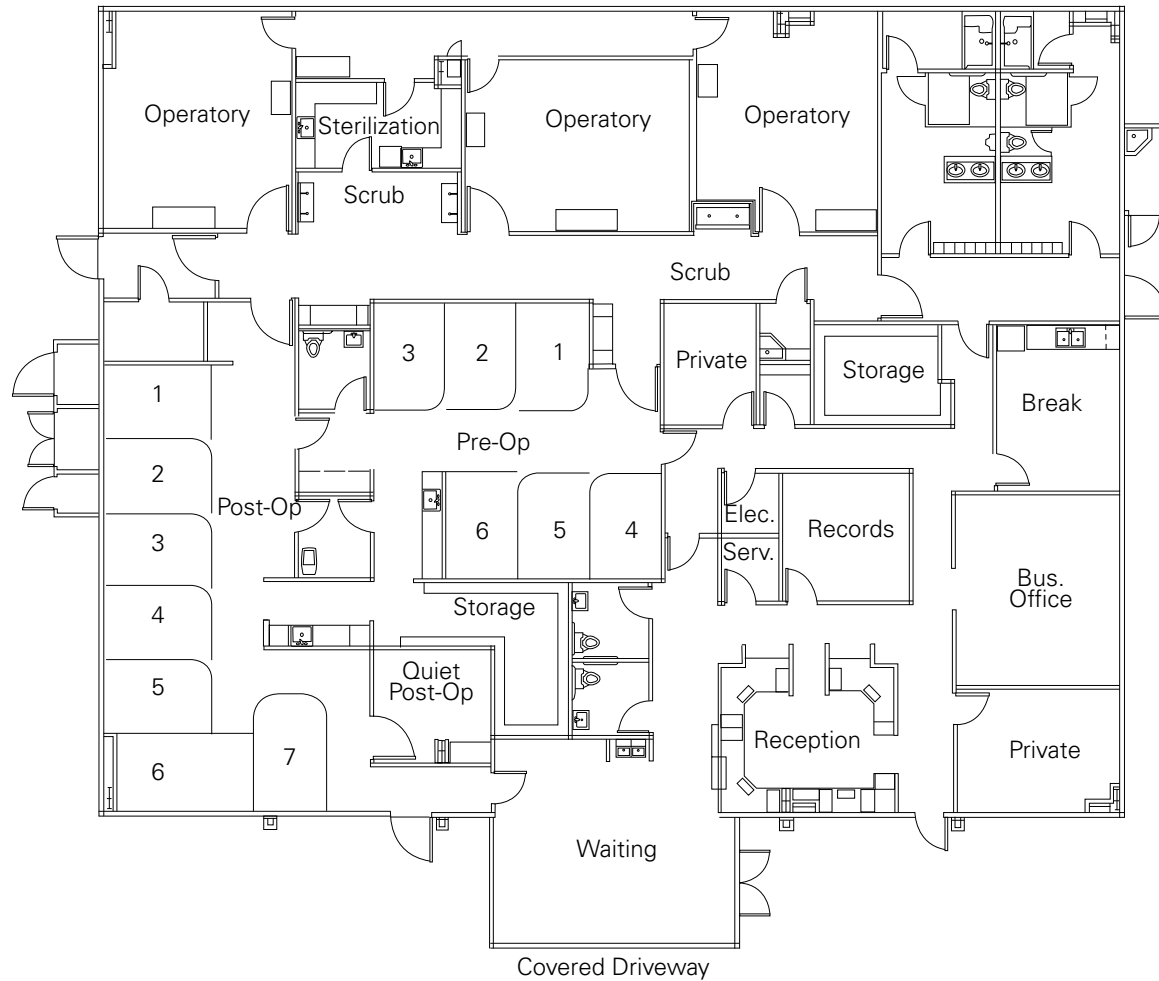 Operatory
Sterilization
Operatory
Operatory
Scrub
Scrub
3
2
1
Private
Storage
1
Break
Pre-Op
2
Post-Op
6
5
4
Elec.
Records
3
Serv.
Bus.
Office
4
Storage
5
Quiet
Post-Op
Reception
Private
6
7
Waiting
Covered Driveway